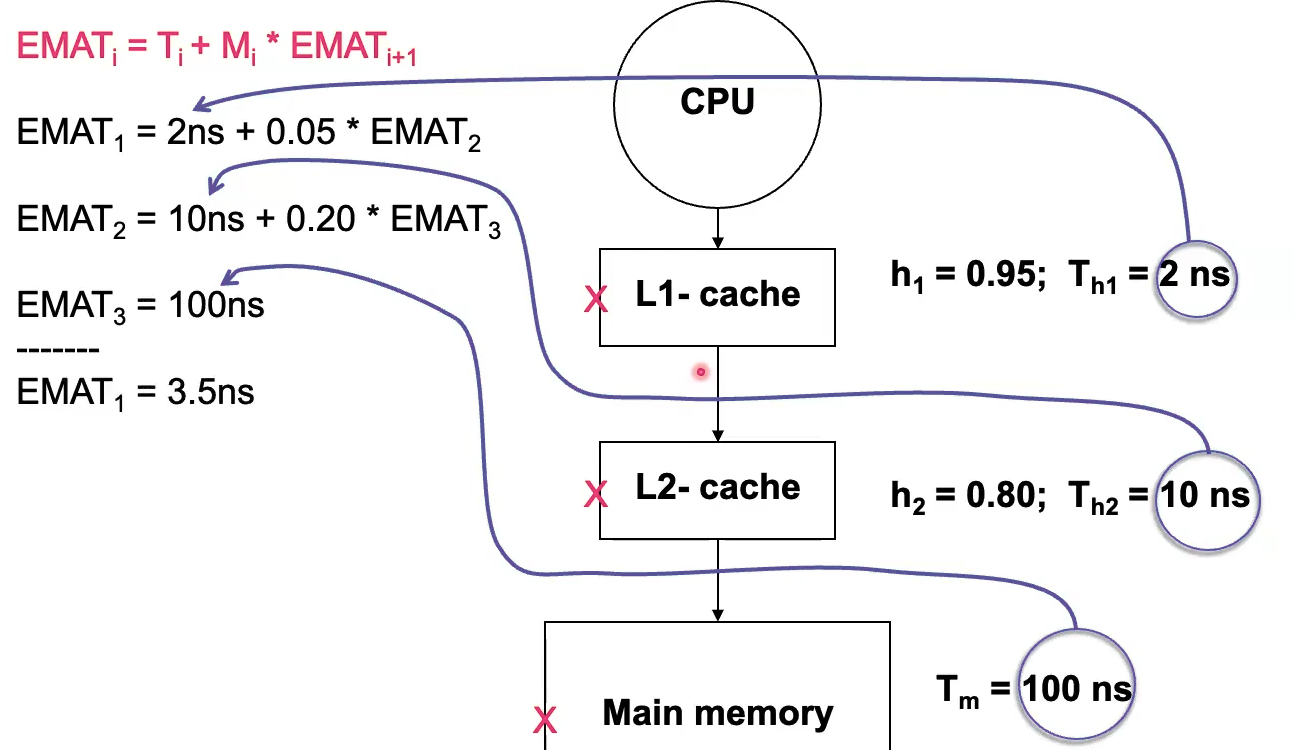 EMATᵢ = Tᵢ + Mᵢ * EMATᵢ₊₁
EMAT₁ = 2ns + 0.05 * EMAT₂
EMAT₂ = 10ns + 0.20 * EMAT₃
EMAT₃ = 100ns
-------
EMAT₁ = 3.5ns
CPU
X L1- cache
h₁ = 0.95; Tₕ₁ = 2 ns
X L2- cache
h₂ = 0.80; Tₕ₂ = 10 ns
X Main memory
Tₘ = 100 ns